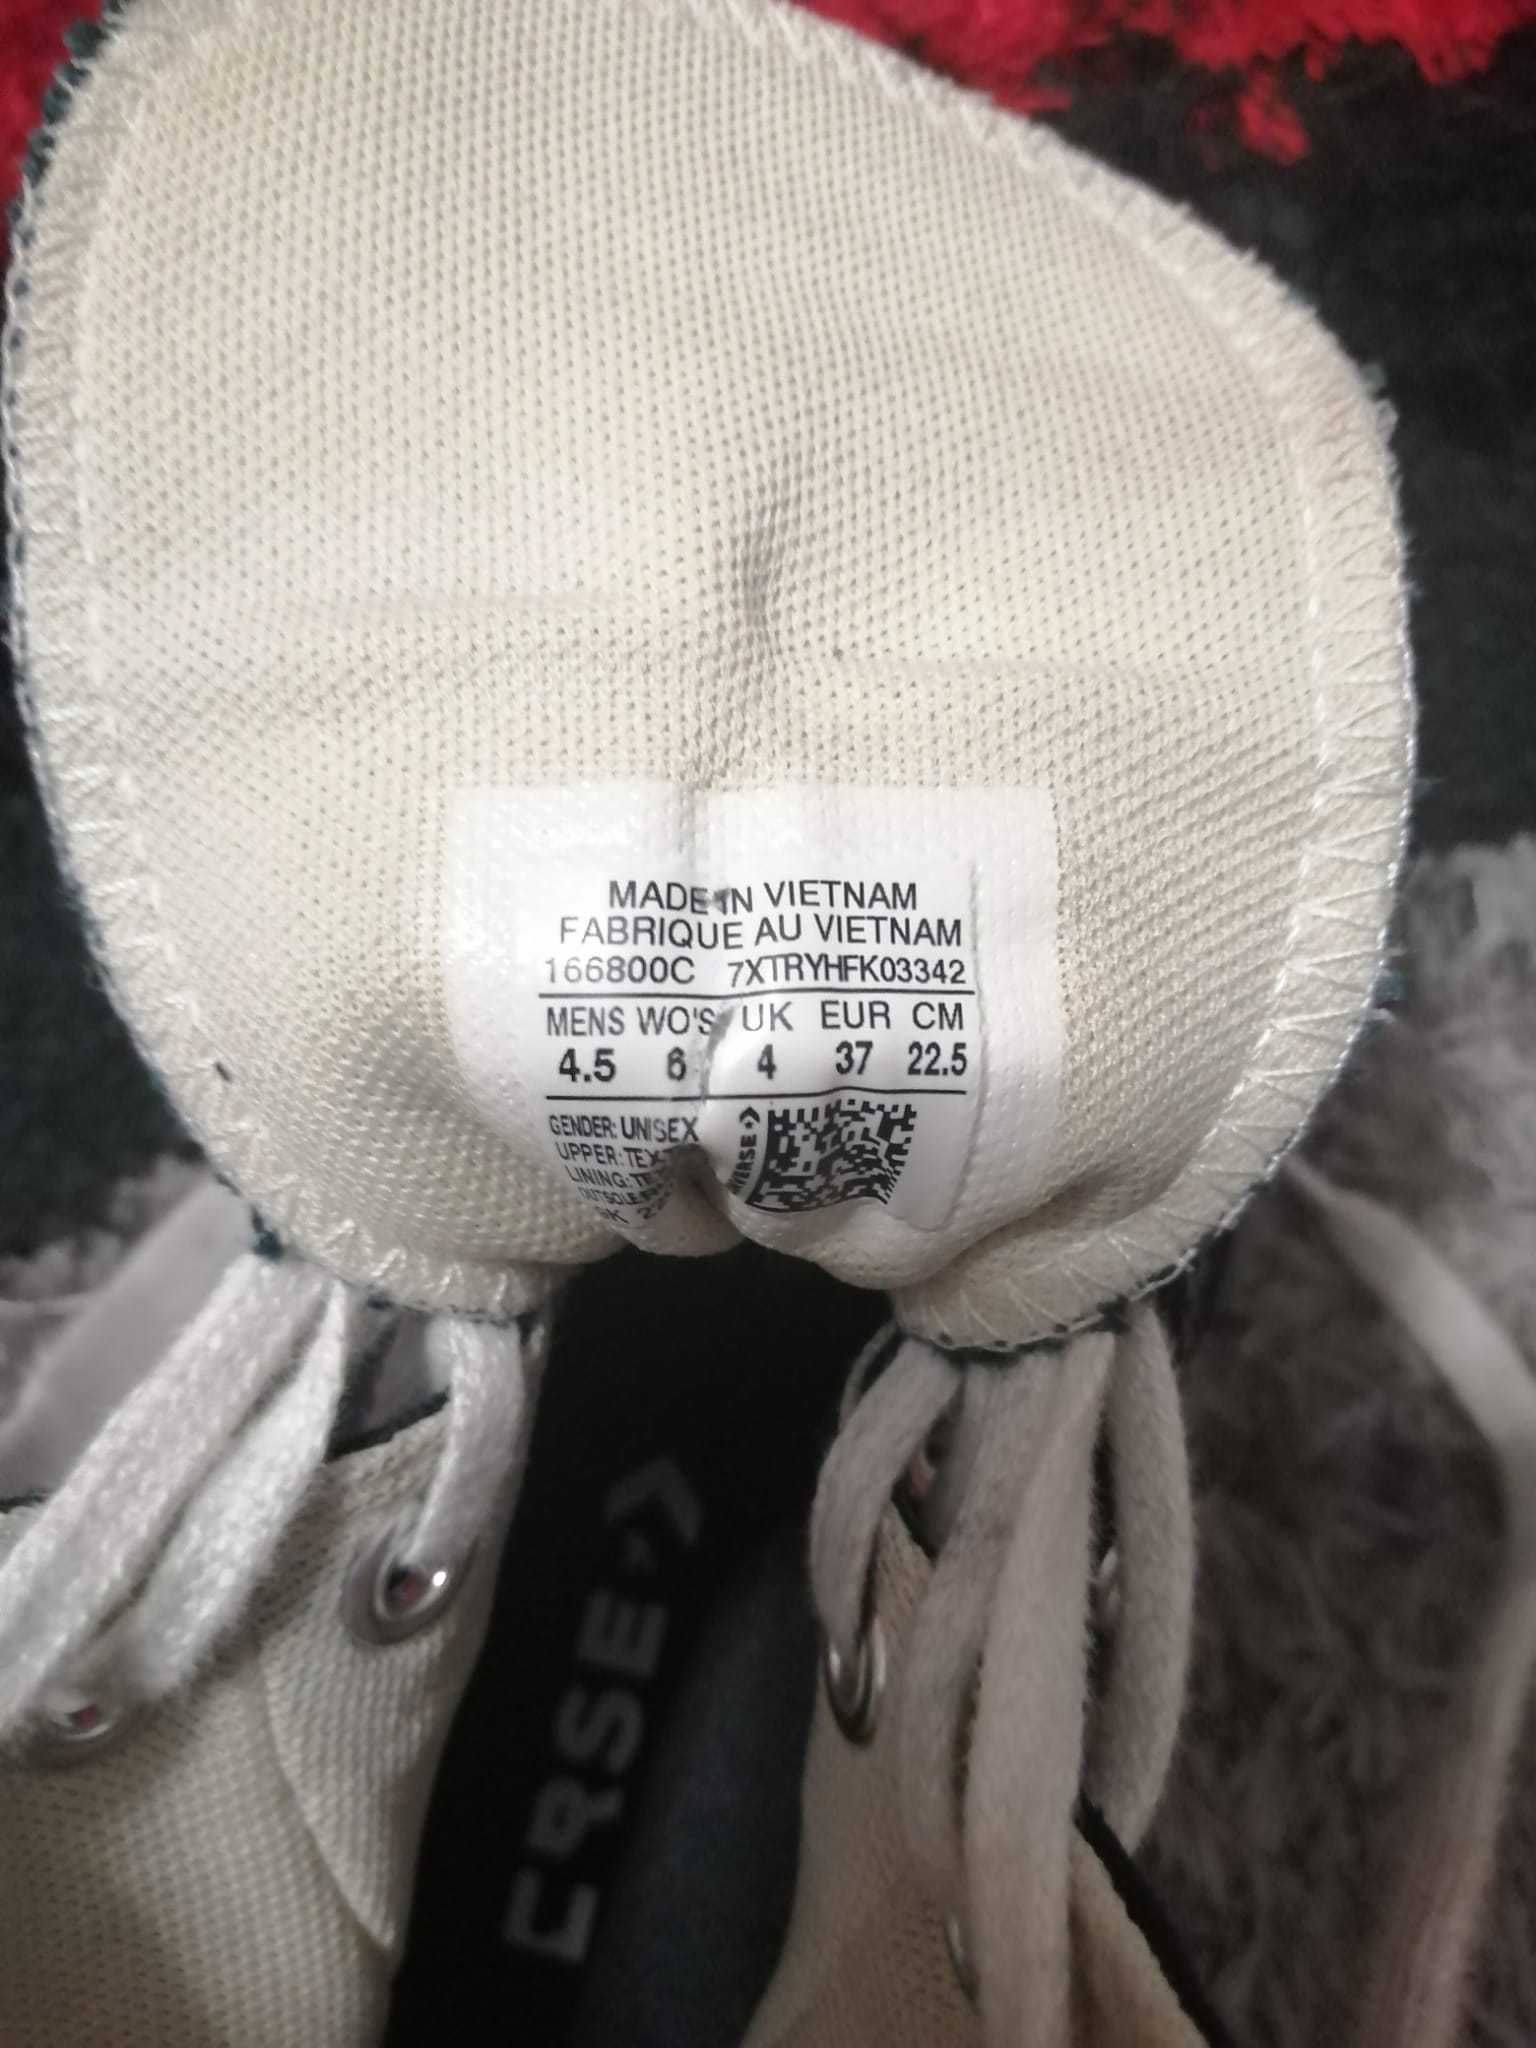 MADE IN VIETNAM
FABRIQUE AU VIETNAM
166800C 7XTRYHFK03342
MENS WO'S UK EUR CM
4.5 6 4 37 22.5
GENDER: UNISEX
UPPER:
LINING: